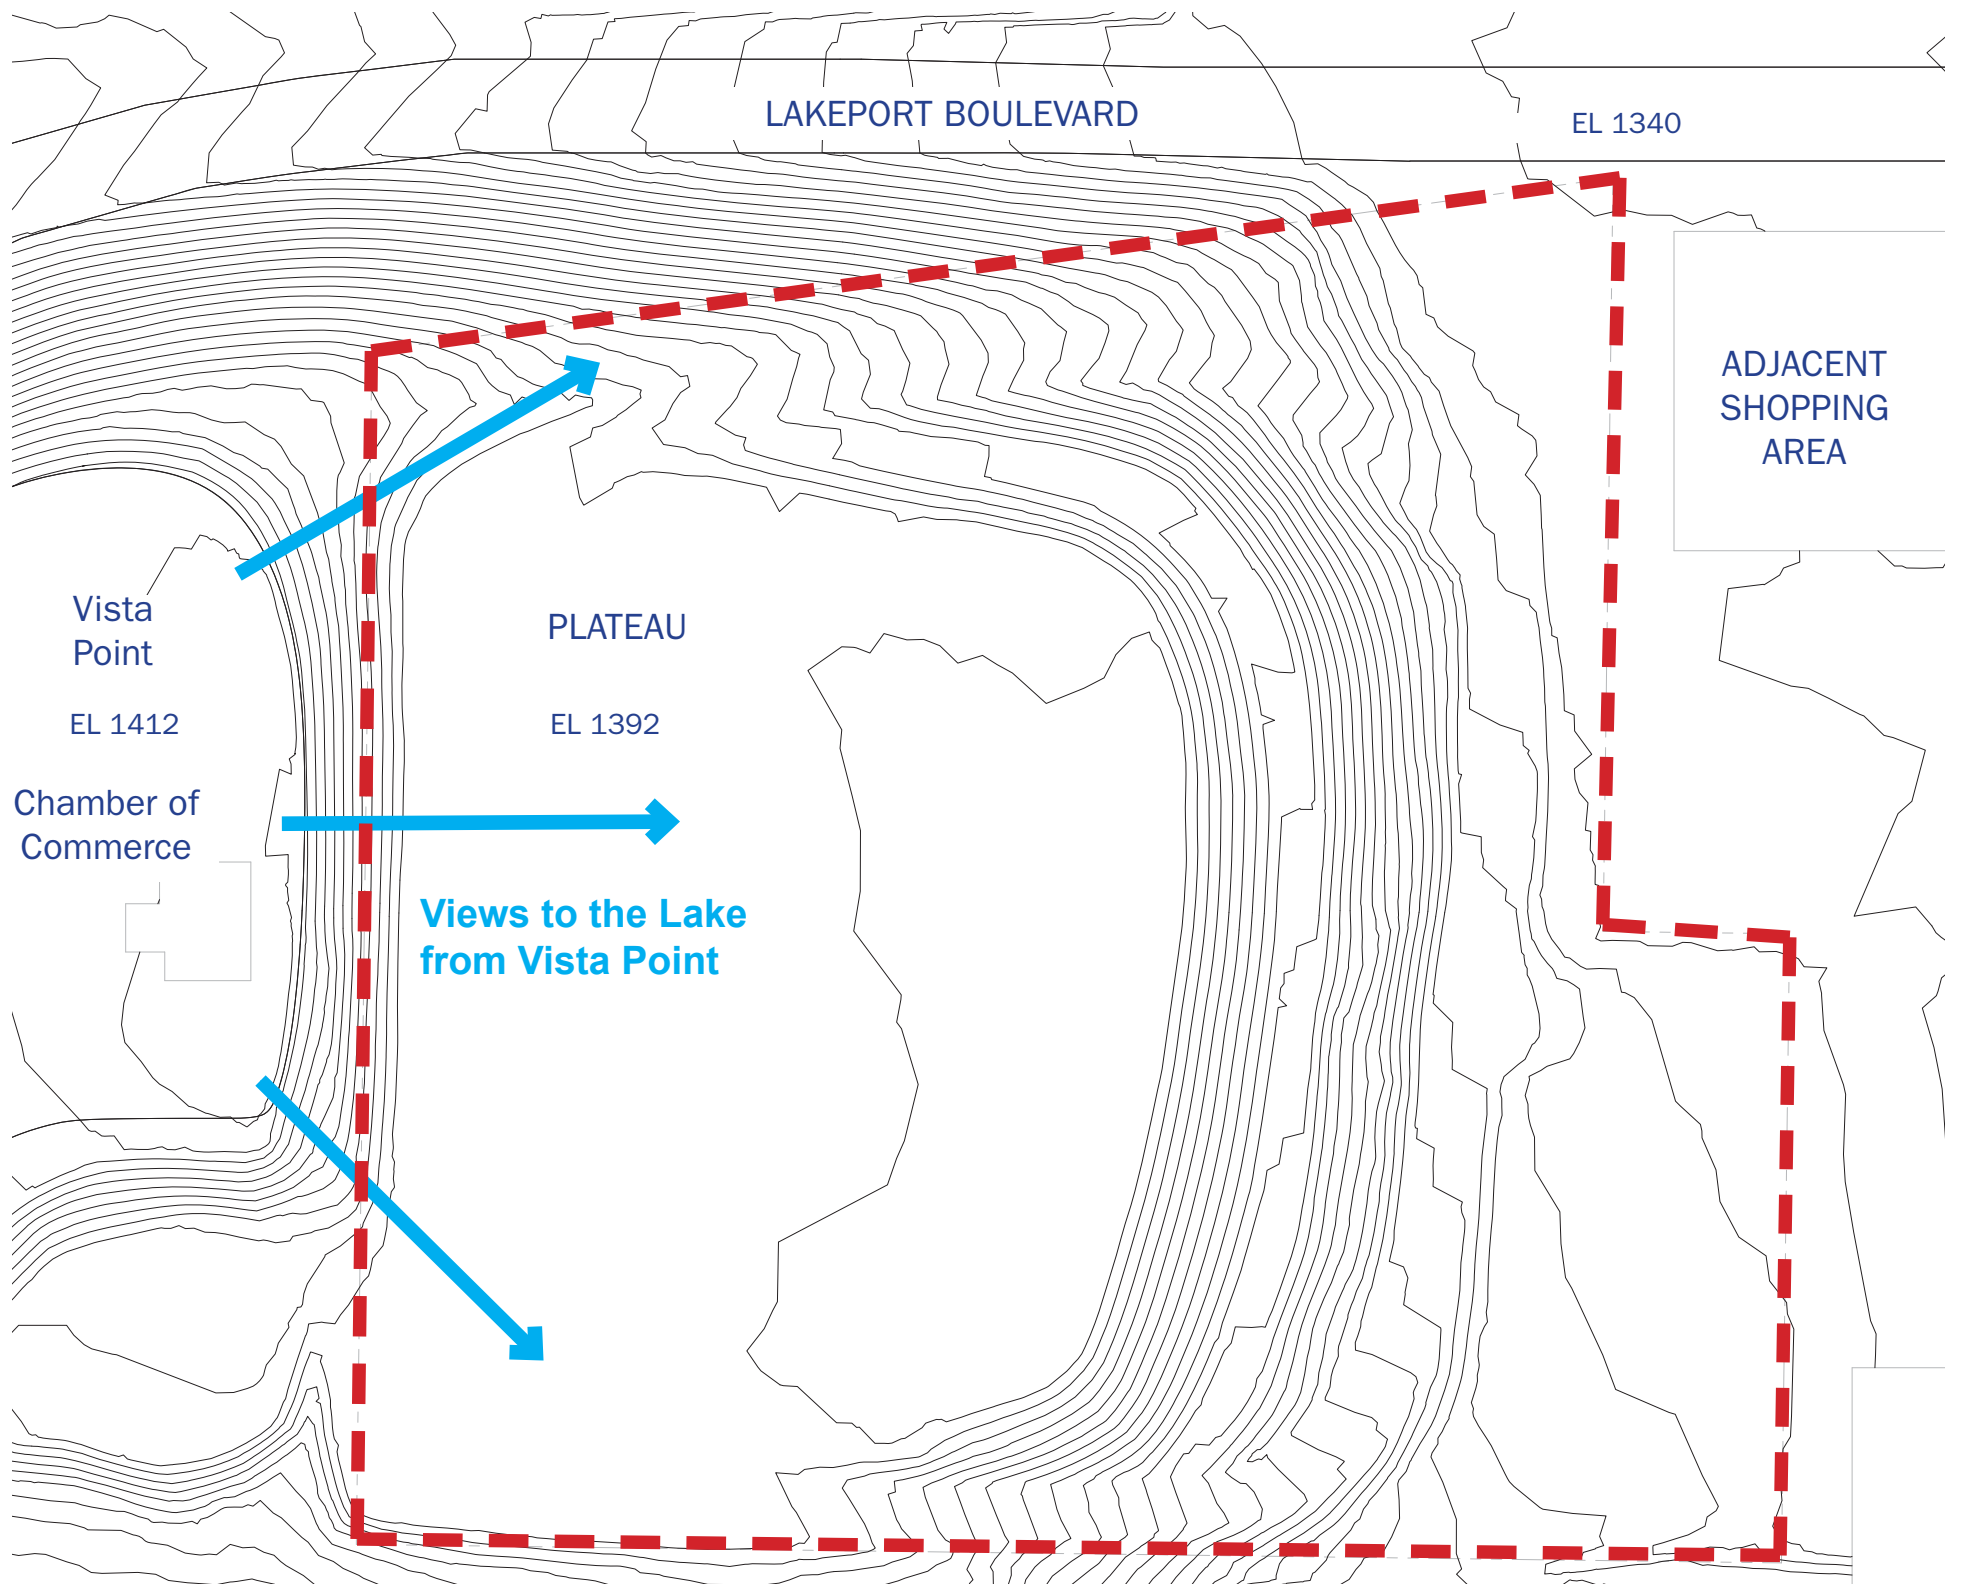 LAKEPORT BOULEVARD
EL 1340
ADJACENT
SHOPPING
AREA
Vista
Point
PLATEAU
EL 1412
EL 1392
Chamber of
Commerce
Views to the Lake
from Vista Point